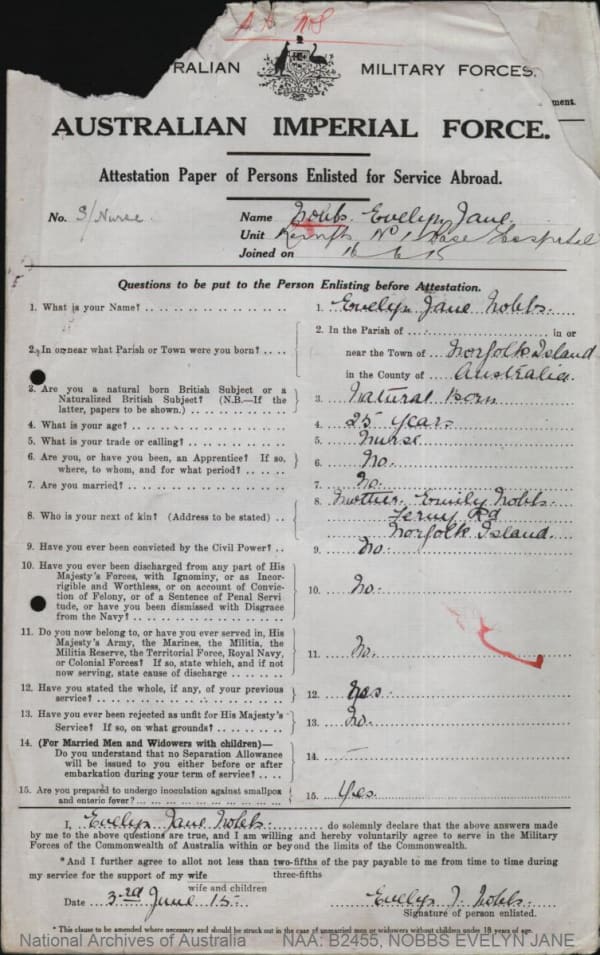 RALIAN MILITARY FORCES.
ment.
AUSTRALIAN IMPERIAL FORCE.
Attestation Paper of Persons Enlisted for Service Abroad.
No. S/Nurse. Name Nobbs. Evelyn Jane.
Unit Reinfts No 1 Base Hospital
Joined on
Questions to be put to the Person Enlisting before Attestation.
1. What is your Name? 1. Evelyn Jane Nobbs.
2. In or near what Parish or Town were you born? 2. In the Parish of in or
near the Town of Norfolk Island
in the County of Australia.
3. Are you a natural born British Subject or a
Naturalized British Subject? (N.B.—If the
latter, papers to be shown.) 3. Natural Born
4. What is your age? 4. 25 years
5. What is your trade or calling? 5. Nurse
6. Are you, or have you been, an Apprentice? If so,
where, to whom, and for what period? 6. No.
7. Are you married? 7. No.
8. Who is your next of kin? (Address to be stated) 8. Mother. Emily Nobbs.
Rd
Norfolk Island.
9. Have you ever been convicted by the Civil Power? 9. No.
10. Have you ever been discharged from any part of His
Majesty's Forces, with Ignominy, or as Incor-
rigible and Worthless, or on account of Convic-
tion of Felony, or of a Sentence of Penal Servi
tude, or have you been dismissed with Disgrace
from the Navy? 10. No.
11. Do you now belong to, or have you ever served in, His
Majesty's Army, the Marines, the Militia, the
Militia Reserve, the Territorial Force, Royal Navy,
or Colonial Forces? If so, state which, and if not
now serving, state cause of discharge 11. No.
12. Have you stated the whole, if any, of your previous
service? 12. Yes
13. Have you ever been rejected as unfit for His Majesty's
Service? If so, on what grounds? 13. No.
14. (For Married Men and Widowers with children)—
Do you understand that no Separation Allowance
will be issued to you either before or after
embarkation during your term of service? 14. —
15. Are you prepared to undergo inoculation against smallpox
and enteric fever? 15. Yes.
I, Evelyn Jane Nobbs. do solemnly declare that the above answers made
by me to the above questions are true, and I am willing and hereby voluntarily agree to serve in the Military
Forces of the Commonwealth of Australia within or beyond the limits of the Commonwealth.
*And I further agree to allot not less than two-fifths of the pay payable to me from time to time during
three-fifths
my service for the support of my wife
wife and children
Date 3rd June 15. Evelyn J. Nobbs.
Signature of person enlisted.
* This clause to be amended where necessary and should be struck out in the case of unmarried men or widowers without children under 18 years of age.
National Archives of Australia NAA: B2455, NOBBS EVELYN JANE